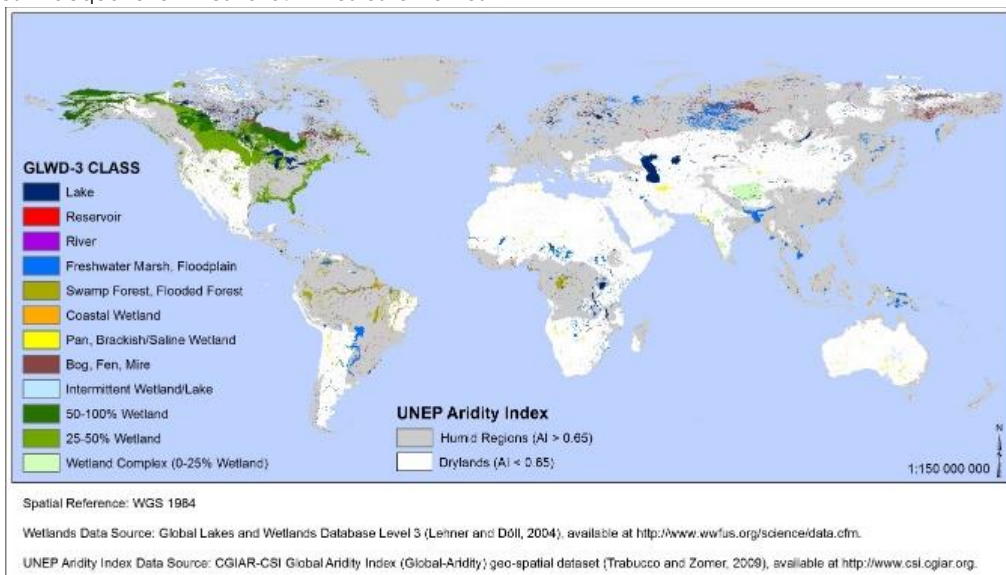 GLWD-3 CLASS
Lake
Reservoir
River
Freshwater Marsh, Floodplain
Swamp Forest, Flooded Forest
Coastal Wetland
Pan, Brackish/Saline Wetland
Bog, Fen, Mire
Intermittent Wetland/Lake
50-100% Wetland
25-50% Wetland
Wetland Complex (0-25% Wetland)
UNEP Aridity Index
Humid Regions (AI > 0.65)
Drylands (AI < 0.65)
N
1:150 000 000
Spatial Reference: WGS 1984
Wetlands Data Source: Global Lakes and Wetlands Database Level 3 (Lehner and Döll, 2004), available at http://www.wwfus.org/science/data.cfm.
UNEP Aridity Index Data Source: CGIAR-CSI Global Aridity Index (Global-Aridity) geo-spatial dataset (Trabucco and Zomer, 2009), available at http://www.csi.cgiar.org.